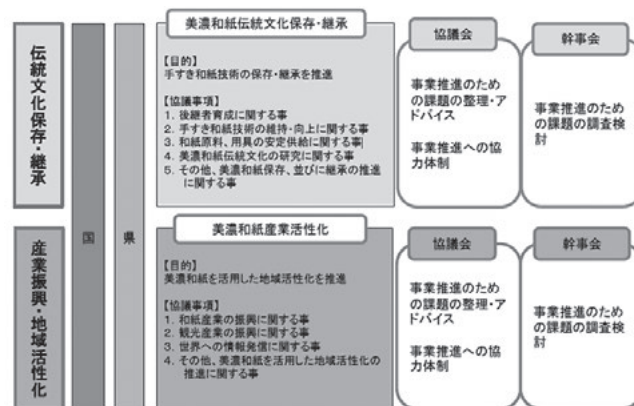 伝統文化保存・継承
国
県
美濃和紙伝統文化保存・継承
【目的】
手すき和紙技術の保存・継承を推進
【協議事項】
1. 後継者育成に関する事
2. 手すき和紙技術の維持・向上に関する事
3. 和紙原料、用具の安定供給に関する事
4. 美濃和紙伝統文化の研究に関する事
5. その他、美濃和紙保存、並びに継承の推進
に関する事
協議会
事業推進のため
の課題の整理・ア
ドバイス
事業推進への協
力体制
幹事会
事業推進のため
の課題の調査検
討
産業振興・地域活性化
美濃和紙産業活性化
【目的】
美濃和紙を活用した地域活性化を推進
【協議事項】
1. 和紙産業の振興に関する事
2. 観光産業の振興に関する事
3. 世界への情報発信に関する事
4. その他、美濃和紙を活用した地域活性化の
推進に関する事
協議会
事業推進のため
の課題の整理・ア
ドバイス
事業推進への協
力体制
幹事会
事業推進のため
の課題の調査検
討